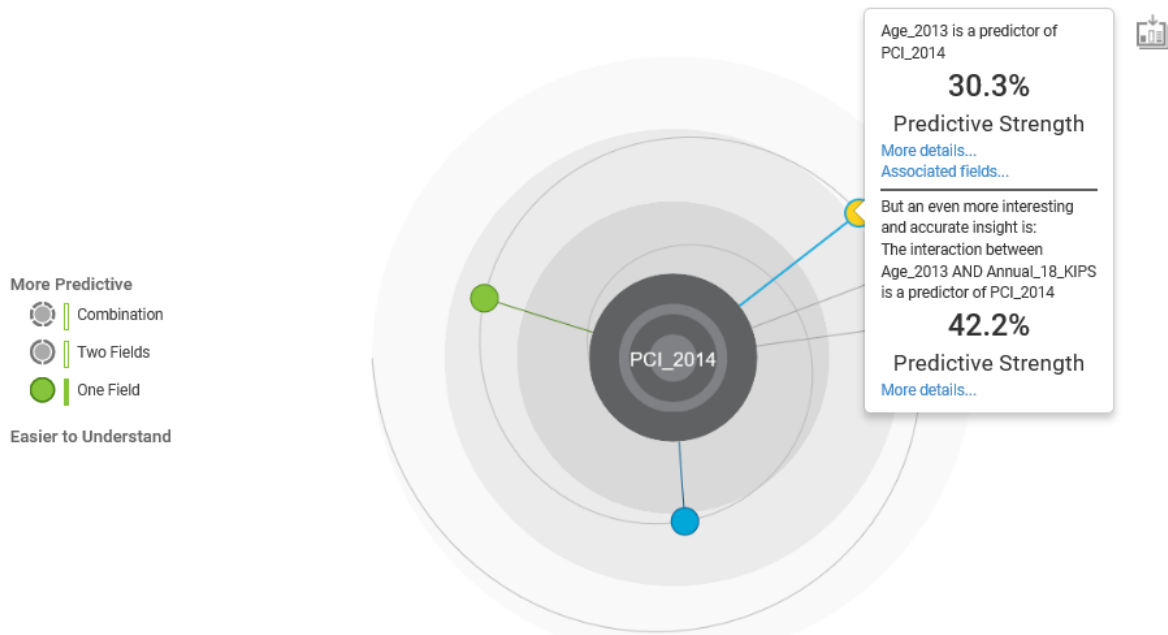 Age_2013 is a predictor of
PCI_2014
30.3%
Predictive Strength
More details...
Associated fields...
But an even more interesting
and accurate insight is:
The interaction between
Age_2013 AND Annual_18_KIPS
is a predictor of PCI_2014
42.2%
Predictive Strength
More details...
More Predictive
Combination
Two Fields
One Field
Easier to Understand
PCI_2014